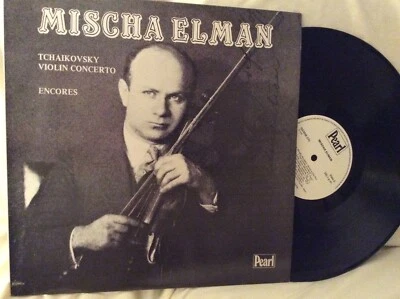 MISCHA ELMAN
TCHAIKOVSKY
VIOLIN CONCERTO
ENCORES
Pearl
Pearl